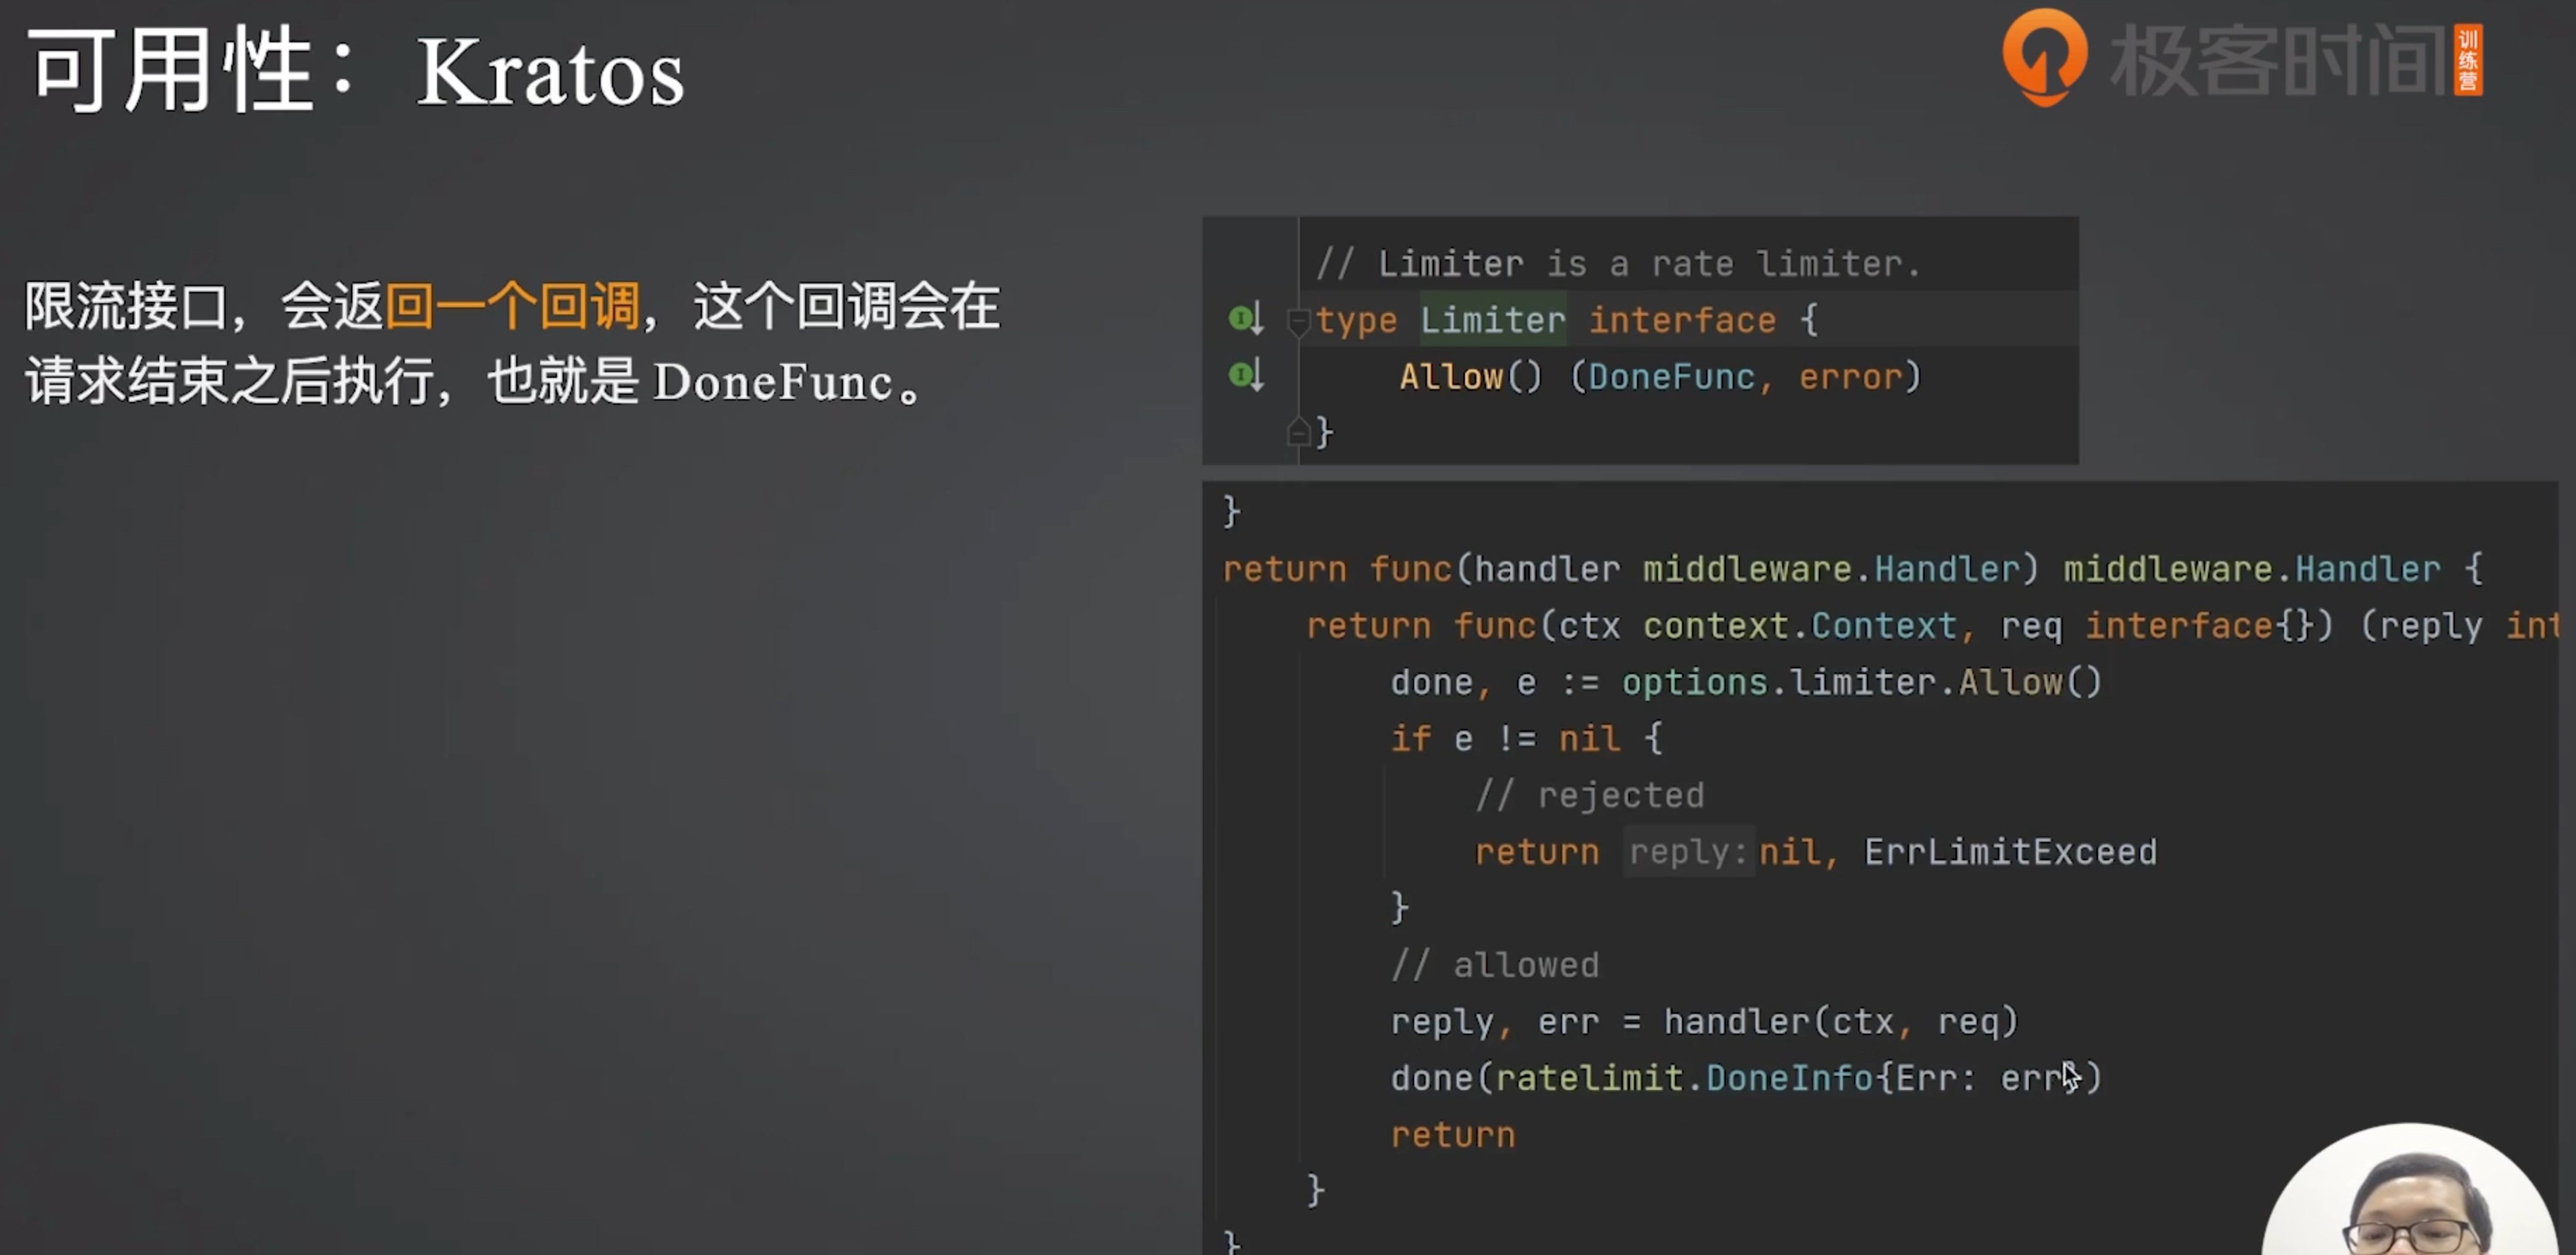 可用性：Kratos
极客时间
训练营
限流接口，会返回一个回调，这个回调会在
请求结束之后执行，也就是 DoneFunc。
// Limiter is a rate limiter.
type Limiter interface {
Allow() (DoneFunc, error)
}
}
return func(handler middleware.Handler) middleware.Handler {
return func(ctx context.Context, req interface{}) (reply int
done, e := options.limiter.Allow()
if e != nil {
// rejected
return reply: nil, ErrLimitExceed
}
// allowed
reply, err = handler(ctx, req)
done(ratelimit.DoneInfo{Err: err})
return
}
}